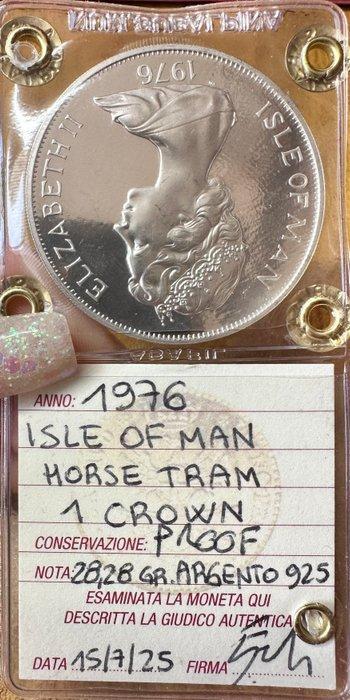 ELIZABETH II
ISLE OF MAN
1976
ANNO: 1976
ISLE OF MAN
HORSE TRAM
1 CROWN
CONSERVAZIONE: PROOF
NOTA: 28,28 GR. ARGENTO 925
ESAMINATA LA MONETA QUI
DESCRITTA LA GIUDICO AUTENTICA
DATA 15/7/25 FIRMA